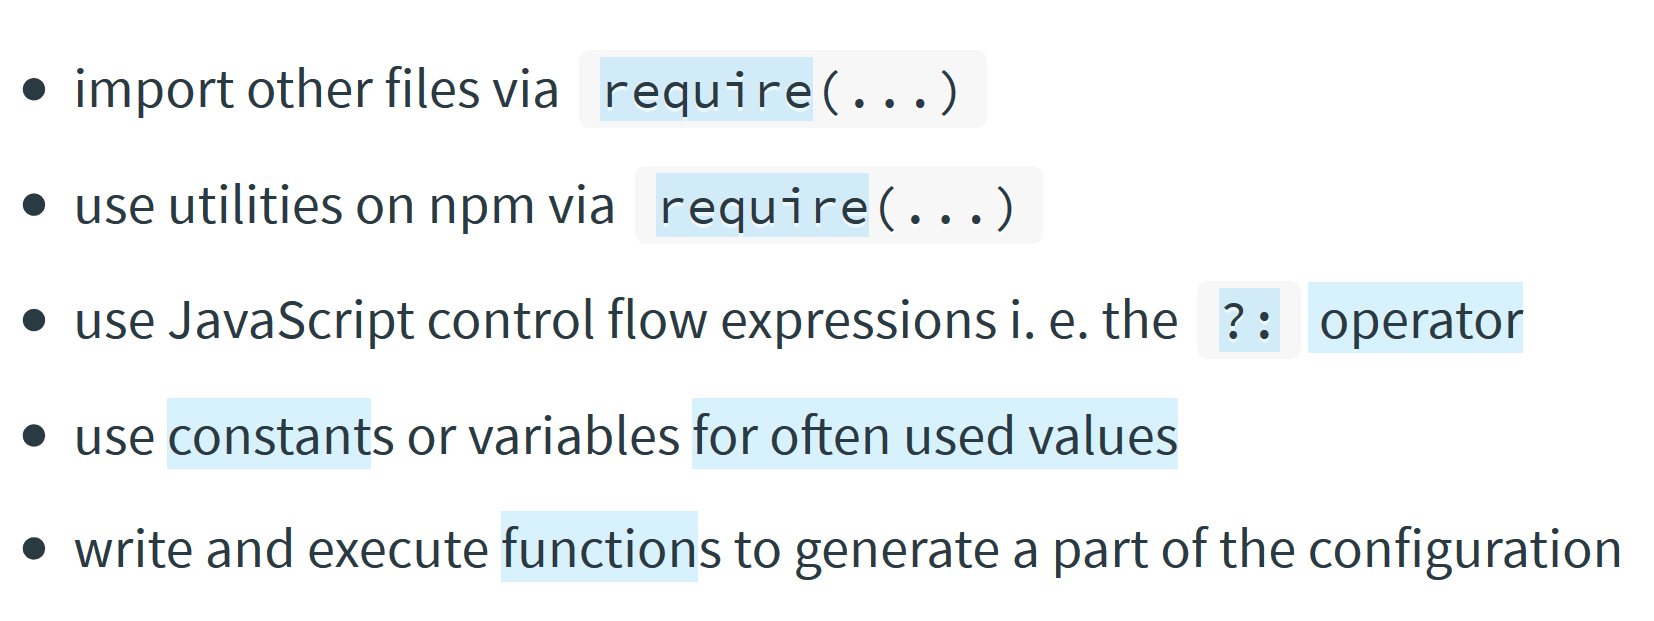 • import other files via require(...)
• use utilities on npm via require(...)
• use JavaScript control flow expressions i. e. the ?: operator
• use constants or variables for often used values
• write and execute functions to generate a part of the configuration